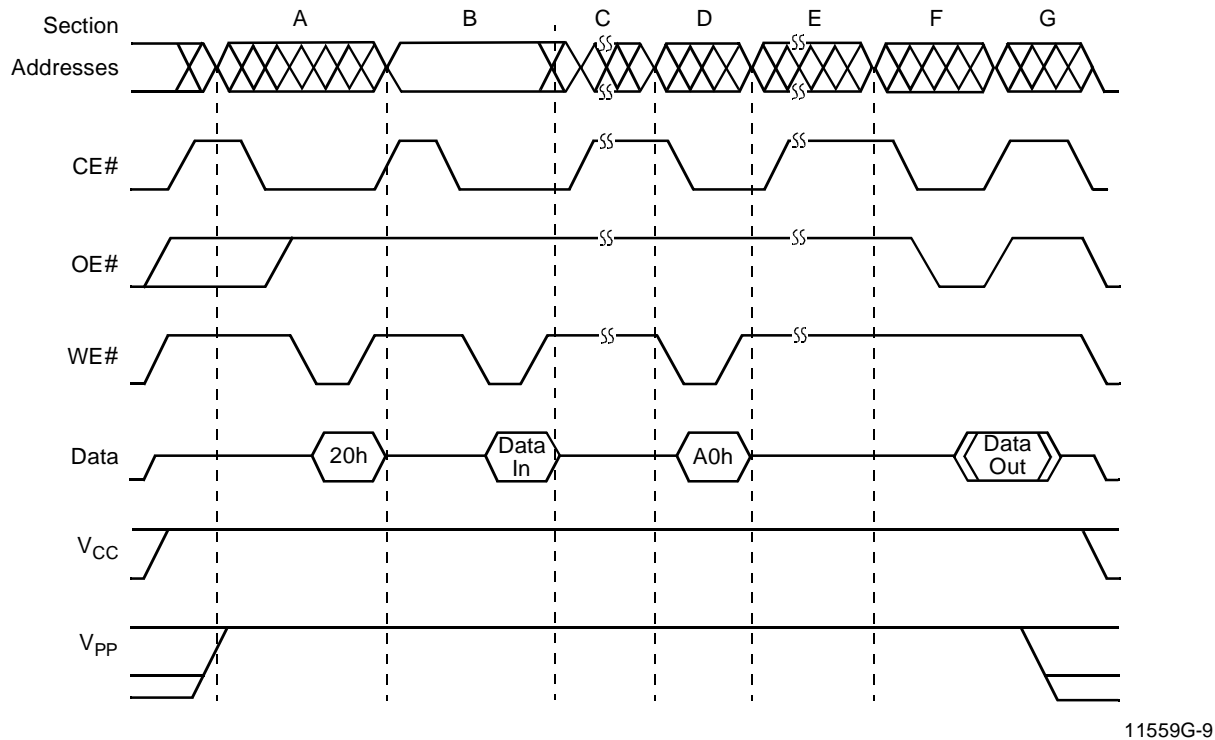 Section A B C D E F G
Addresses
CE#
OE#
WE#
Data 20h Data In A0h Data Out
VCC
VPP
11559G-9